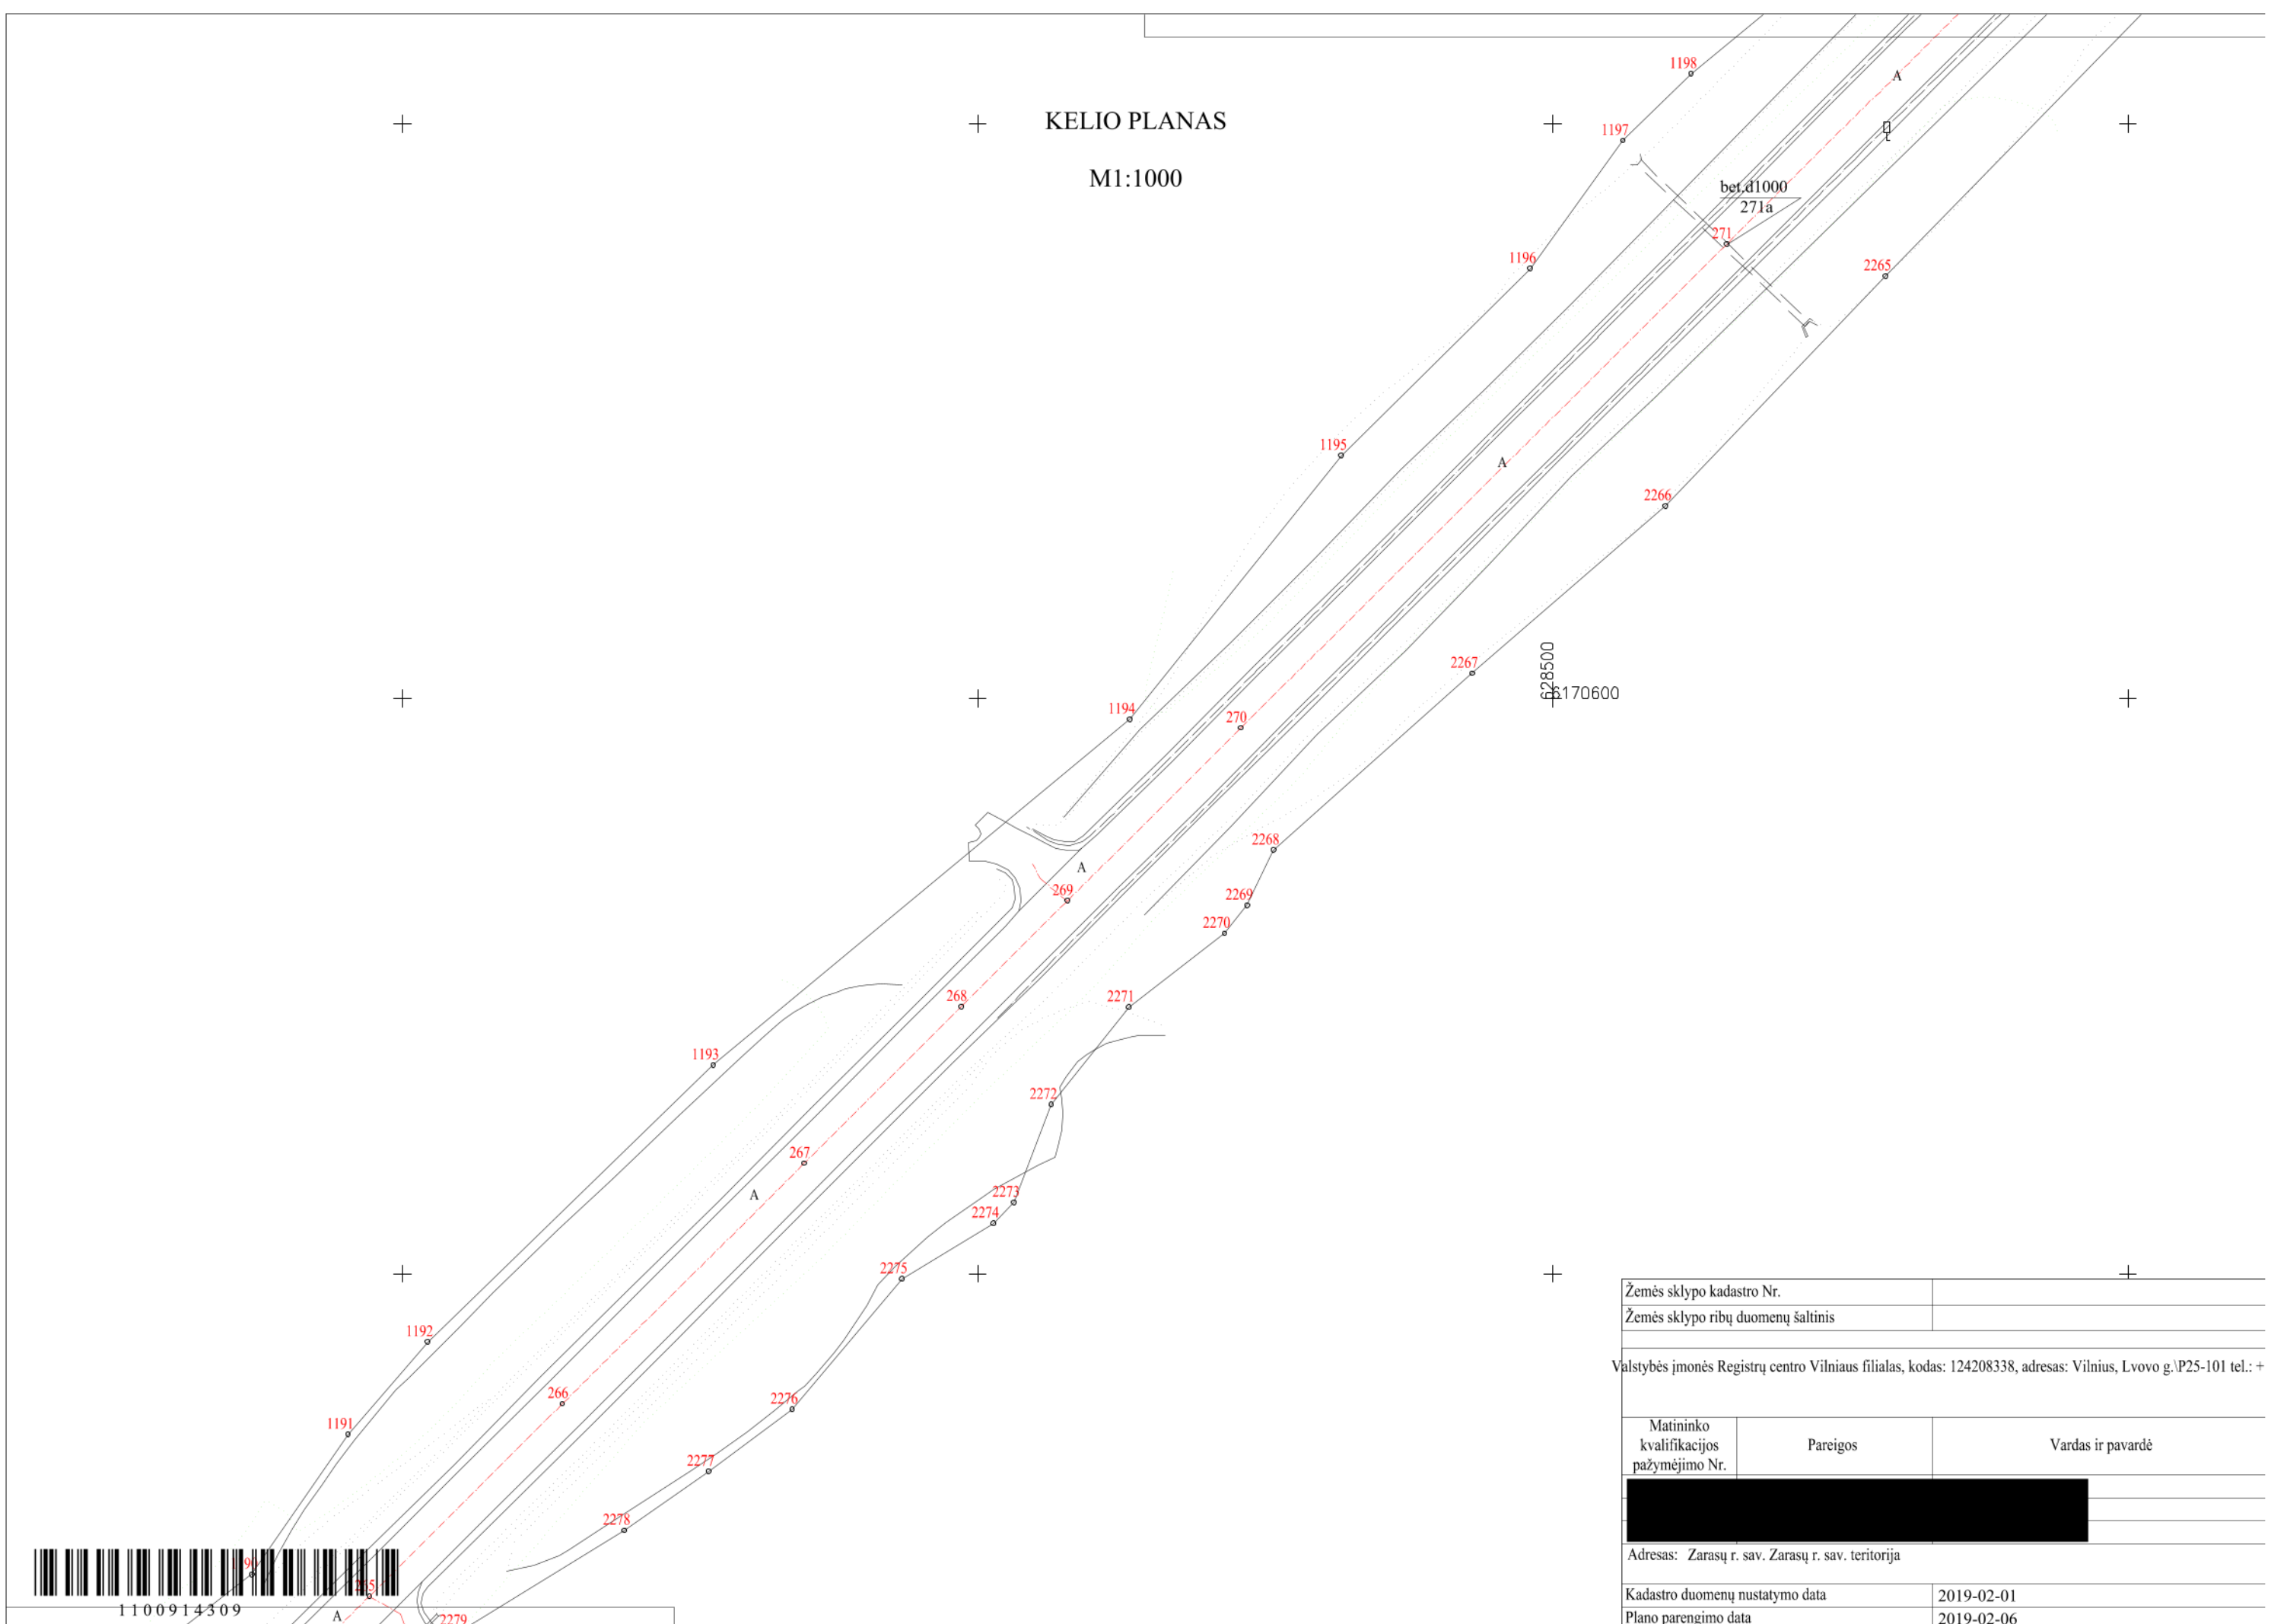 1198
A
KELIO PLANAS
1197
M1:1000
bet.d1000
271a
271
1196
2265
1195
A
2266
2267
628500
6170600
1194
270
2268
A
269
2269
2270
268
2271
1193
2272
267
A
2273
2274
2275
Žemės sklypo kadastro Nr.
Žemės sklypo ribų duomenų šaltinis
1192
Valstybės įmonės Registrų centro Vilniaus filialas, kodas: 124208338, adresas: Vilnius, Lvovo g.\P25-101 tel.: +
266
2276
1191
Matininko kvalifikacijos pažymėjimo Nr.
Pareigos
Vardas ir pavardė
2277
2278
Adresas: Zarasų r. sav. Zarasų r. sav. teritorija
Kadastro duomenų nustatymo data 2019-02-01
1100914309
A
2279
Plano parengimo data 2019-02-06